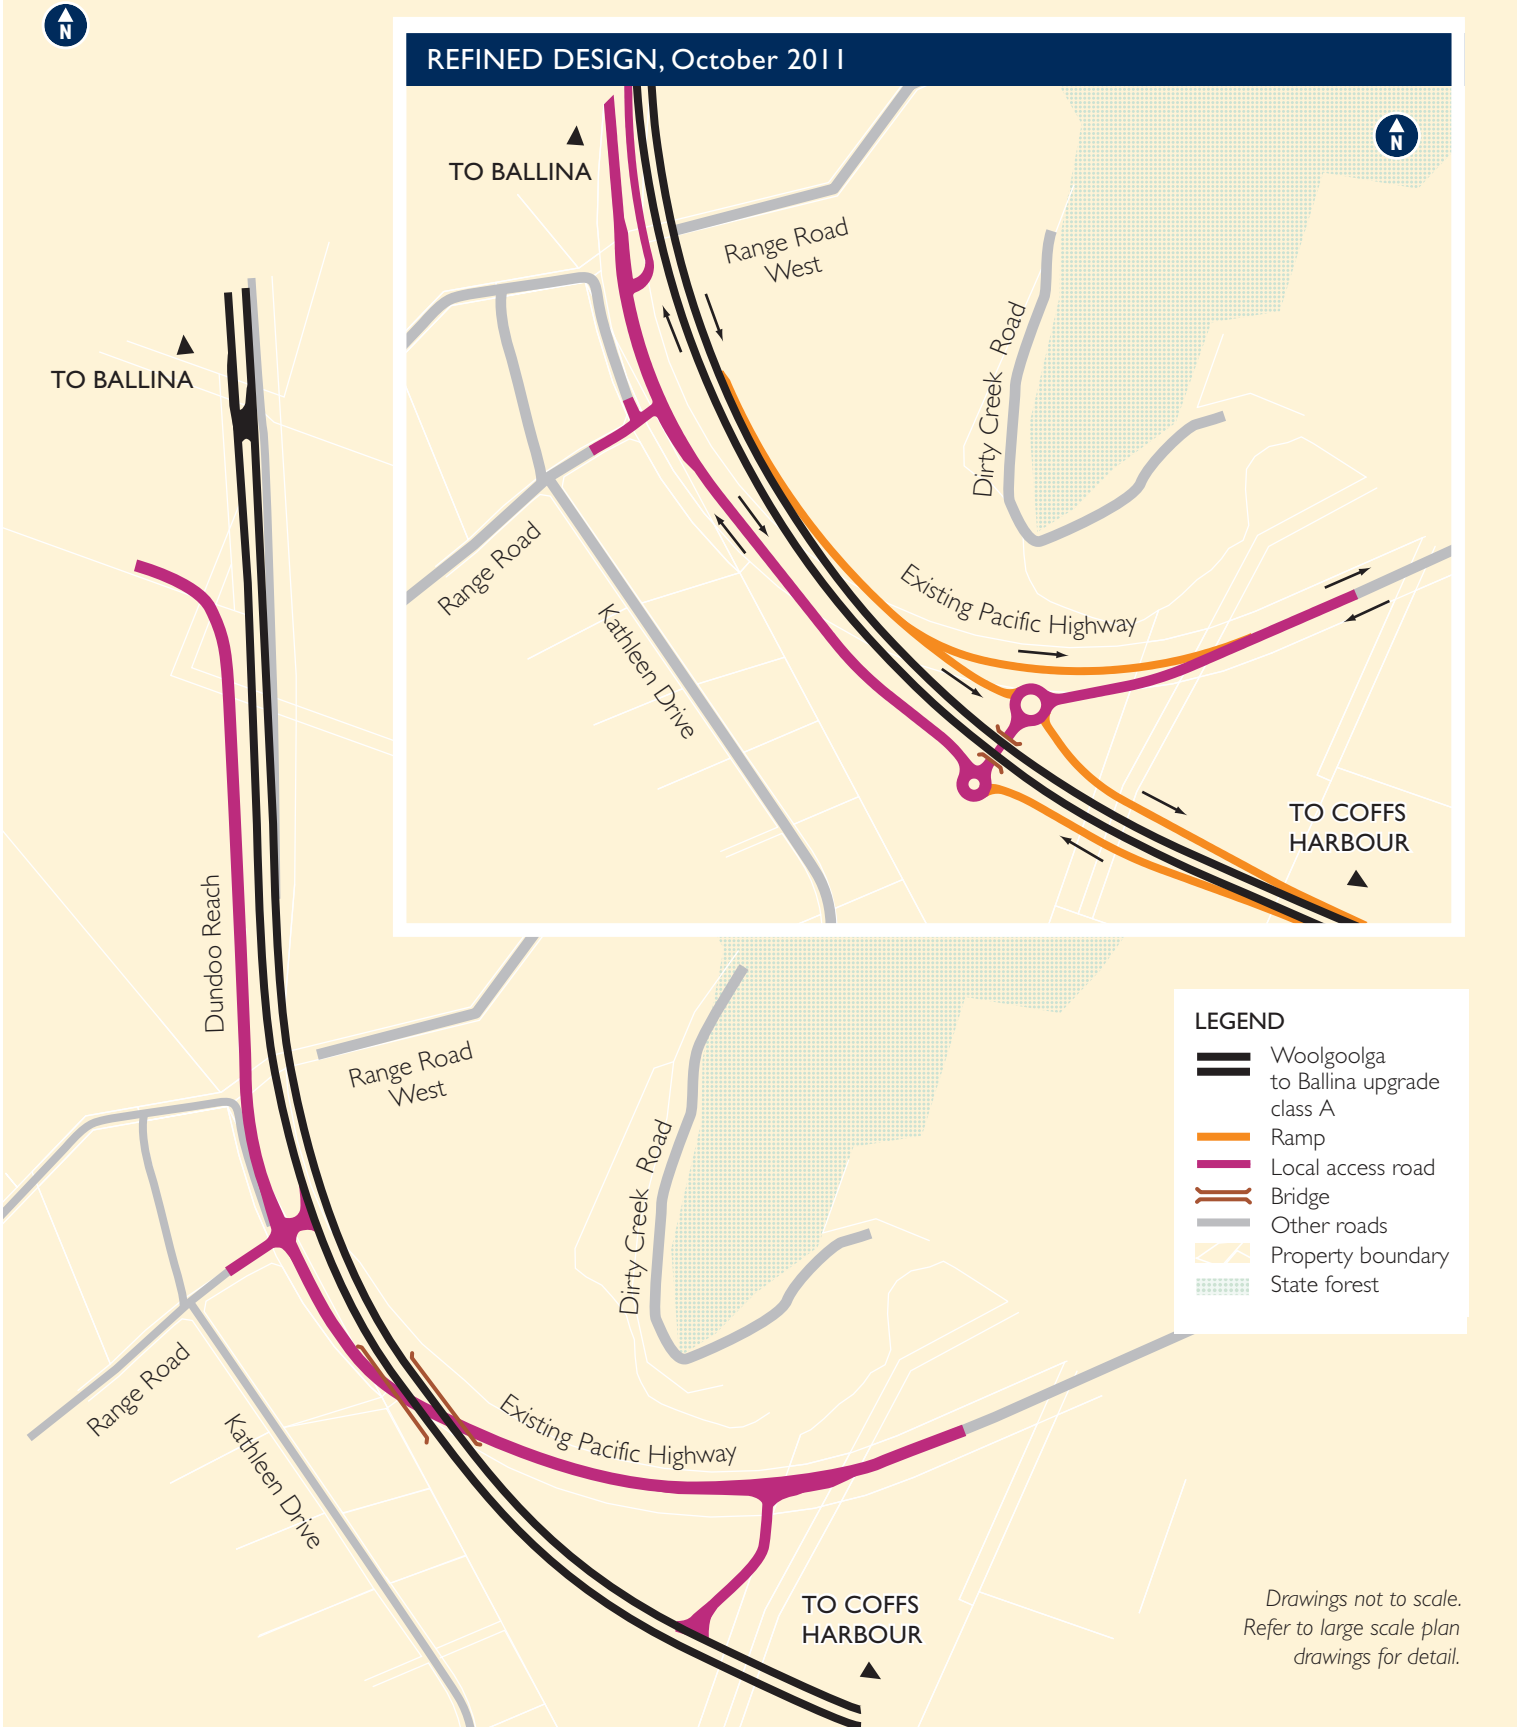 N
REFINED DESIGN, October 2011
N
TO BALLINA
Range Road
West
Dirty Creek Road
Range Road
Kathleen Drive
Existing Pacific Highway
TO COFFS
HARBOUR
TO BALLINA
Dundoo Reach
Range Road
West
Dirty Creek Road
Range Road
Kathleen Drive
Existing Pacific Highway
TO COFFS
HARBOUR
LEGEND
Woolgoolga
to Ballina upgrade
class A
Ramp
Local access road
Bridge
Other roads
Property boundary
State forest
Drawings not to scale.
Refer to large scale plan
drawings for detail.